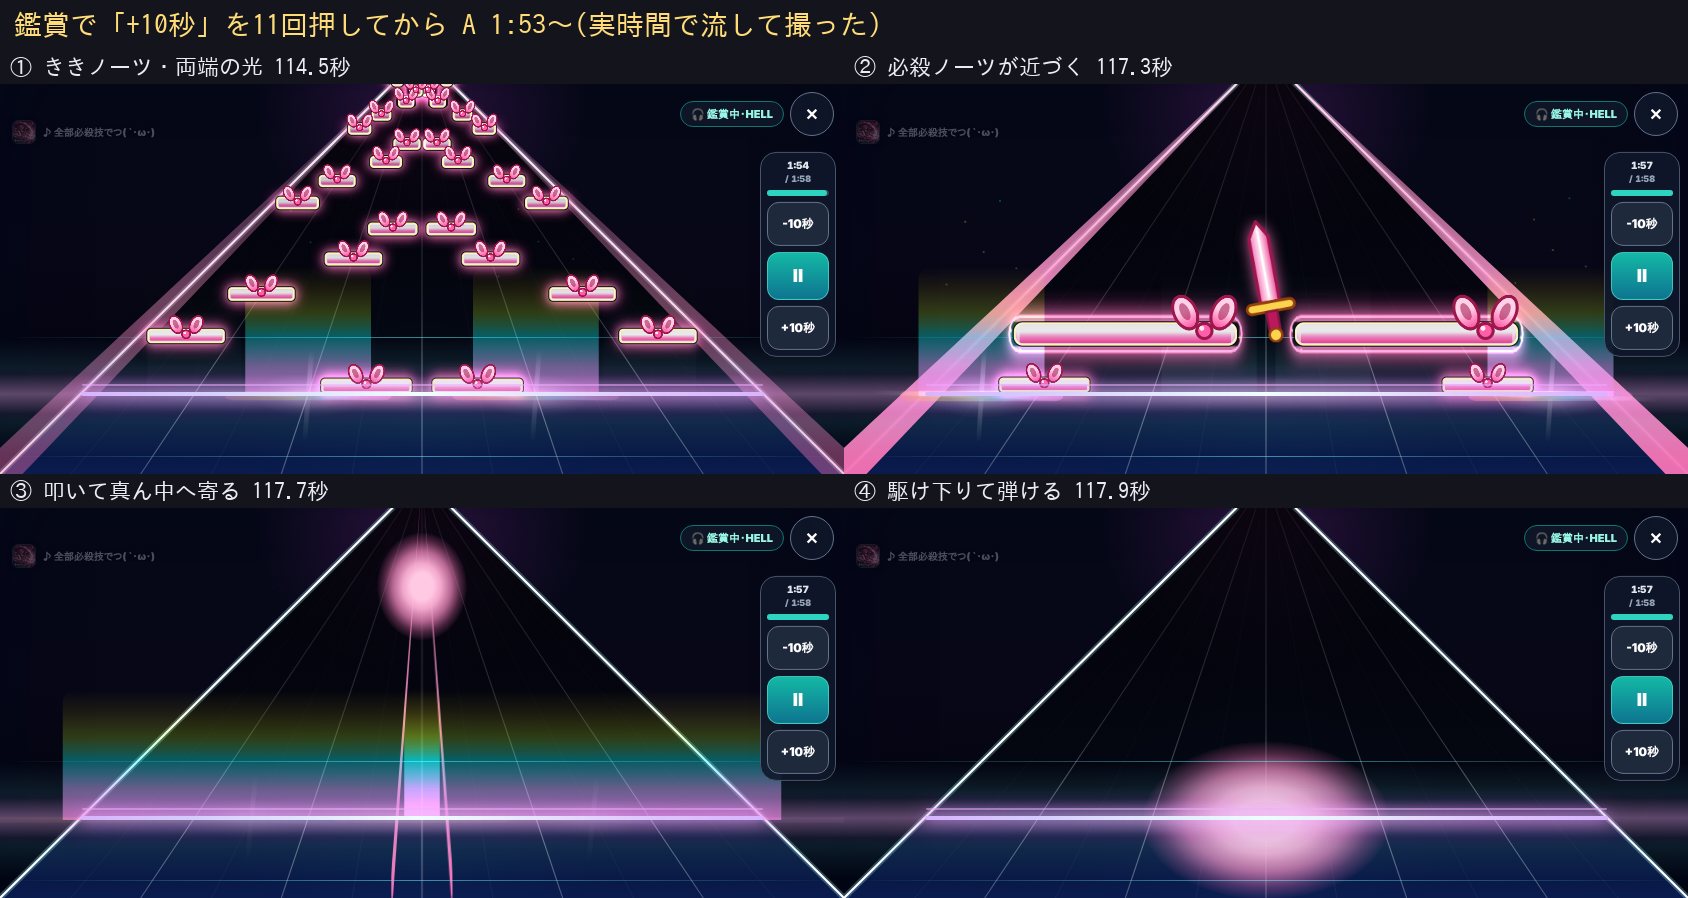 鑑賞で「+10秒」を11回押してから A 1:53〜(実時間で流して撮った)
① ききノーツ・両端の光 114.5秒
♪ 全部必殺技でつ(`･ω･)
🎧 鑑賞中･HELL
×
1:54
/ 1:58
-10秒
+10秒
② 必殺ノーツが近づく 117.3秒
♪ 全部必殺技でつ(`･ω･)
🎧 鑑賞中･HELL
×
1:57
/ 1:58
-10秒
+10秒
③ 叩いて真ん中へ寄る 117.7秒
♪ 全部必殺技でつ(`･ω･)
🎧 鑑賞中･HELL
×
1:57
/ 1:58
-10秒
+10秒
④ 駆け下りて弾ける 117.9秒
♪ 全部必殺技でつ(`･ω･)
🎧 鑑賞中･HELL
×
1:57
/ 1:58
-10秒
+10秒